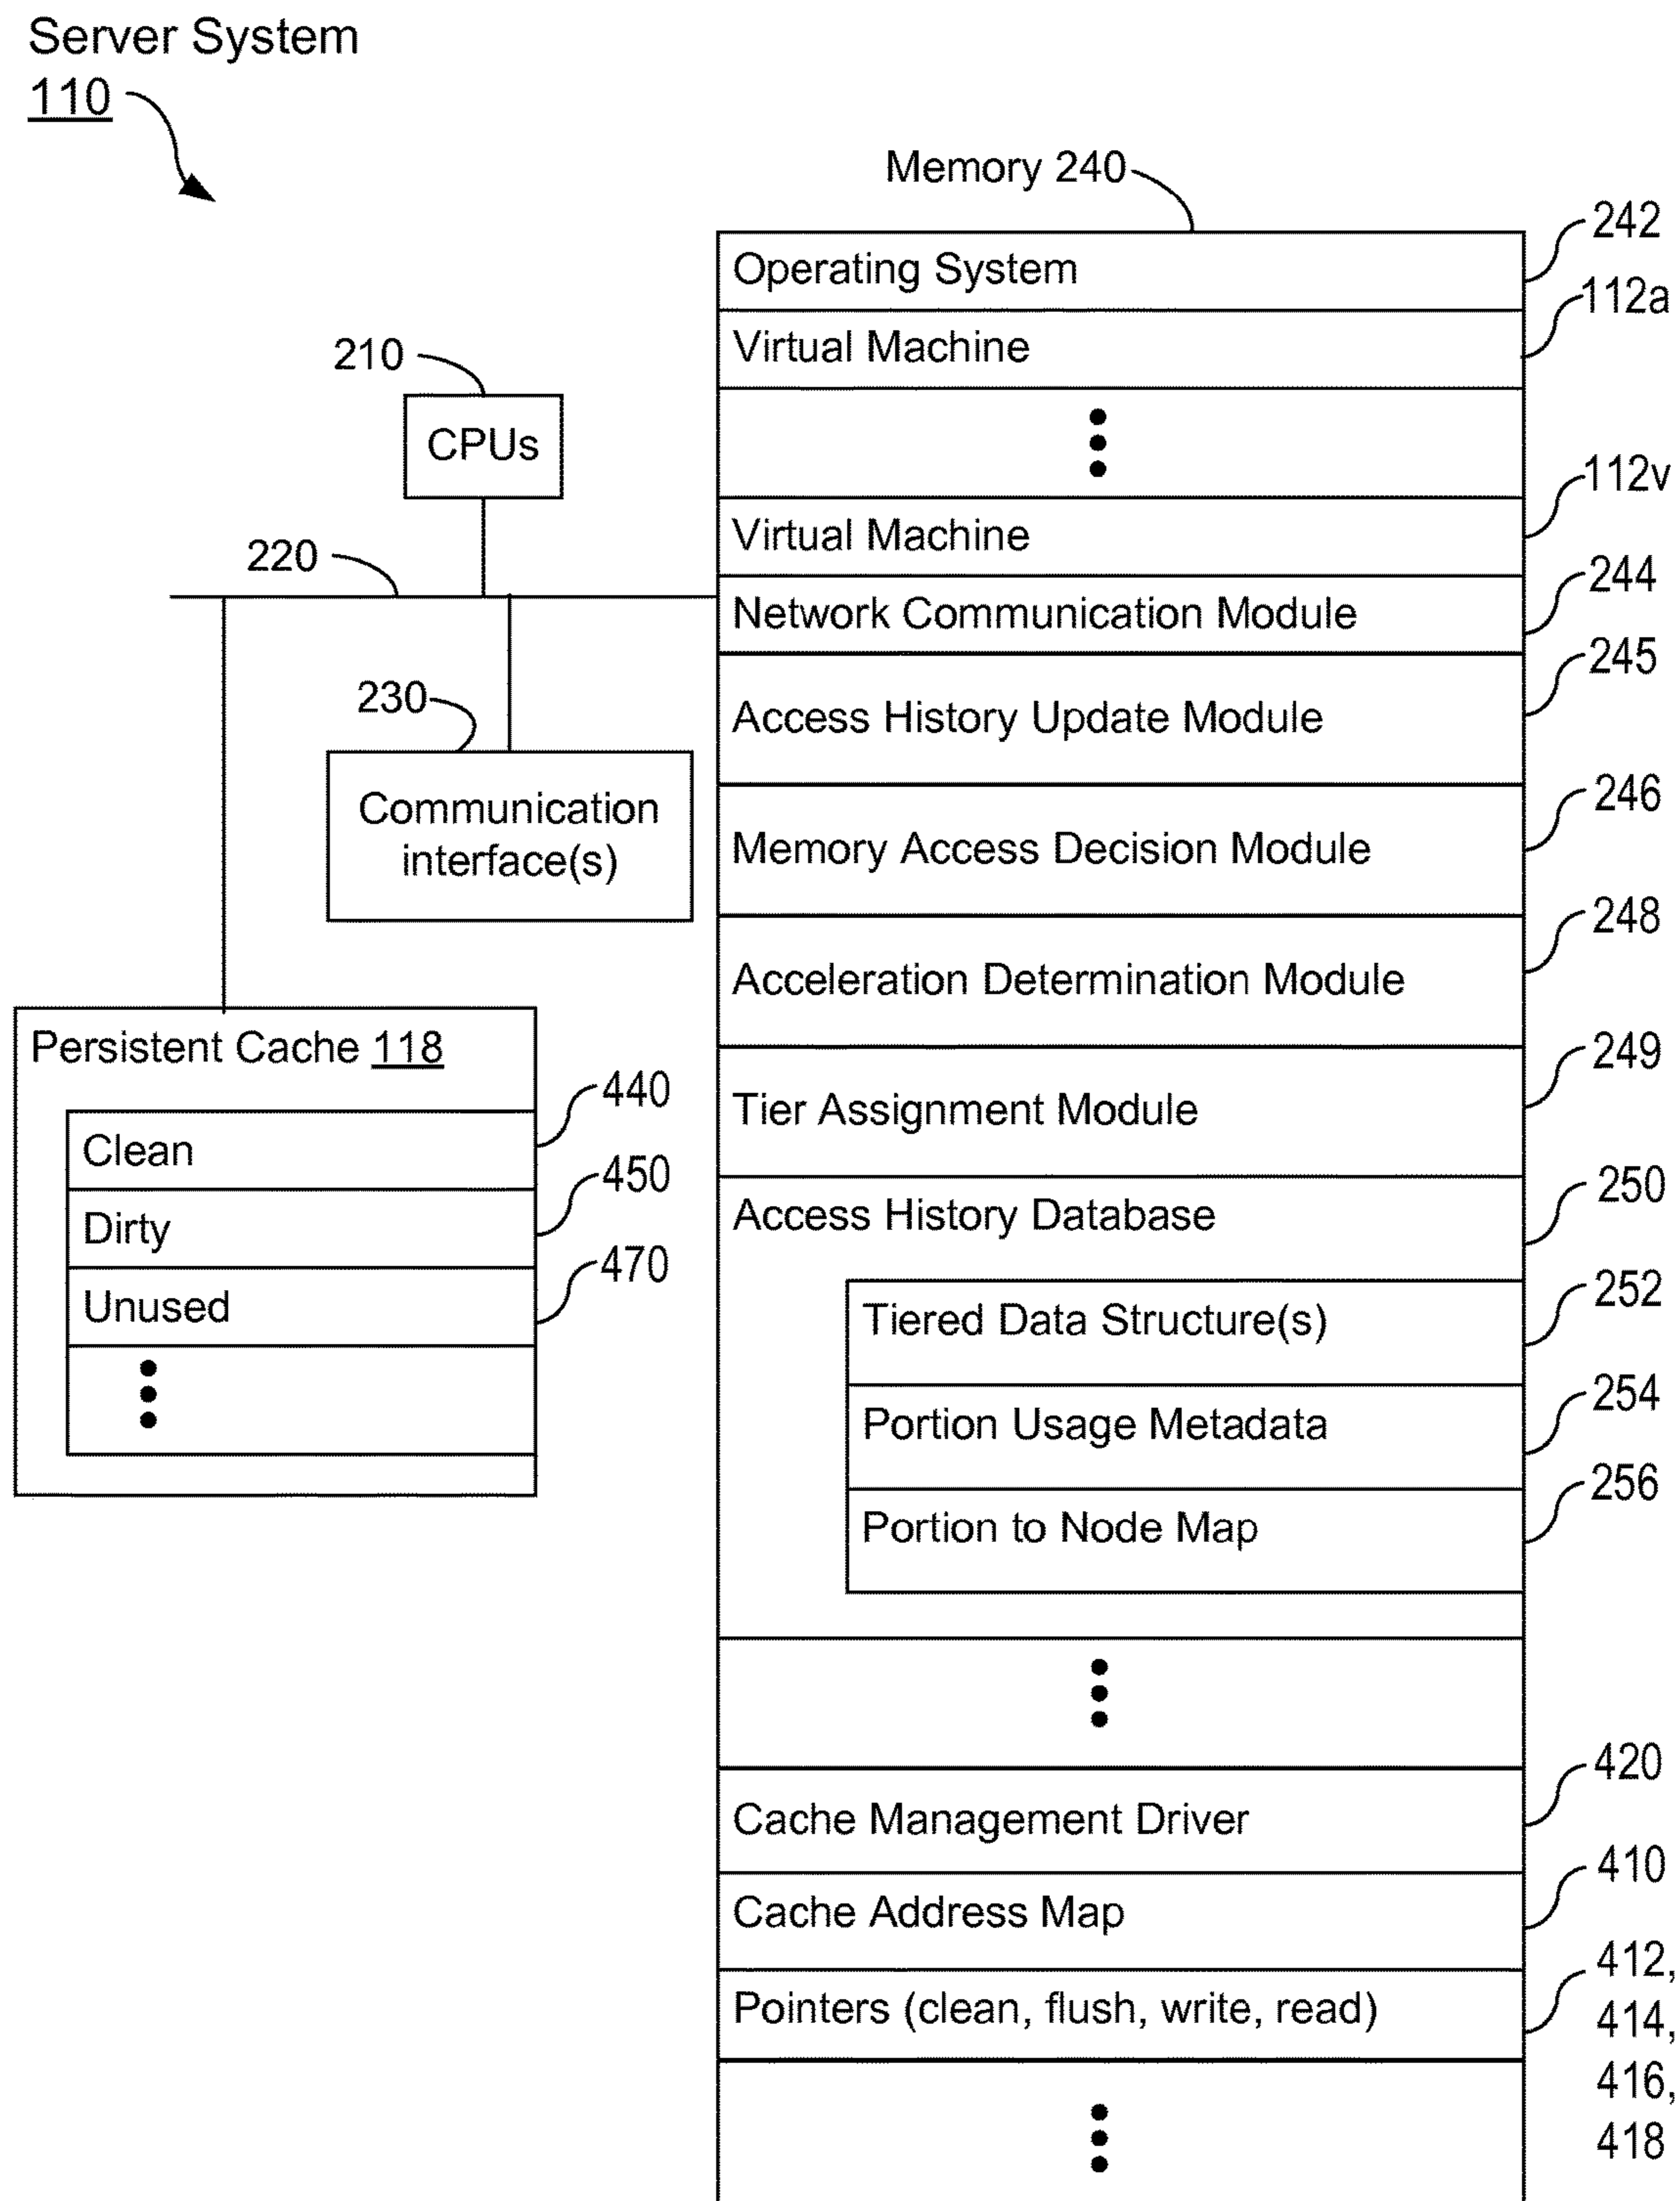 Server System
110
Memory 240
Operating System
242
Virtual Machine
112a
210
CPUs
Virtual Machine
112v
220
Network Communication Module
244
Access History Update Module
245
230
Communication
interface(s)
Memory Access Decision Module
246
Acceleration Determination Module
248
Persistent Cache 118
Clean
440
Dirty
450
Unused
470
Tier Assignment Module
249
Access History Database
250
Tiered Data Structure(s)
252
Portion Usage Metadata
254
Portion to Node Map
256
Cache Management Driver
420
Cache Address Map
410
Pointers (clean, flush, write, read)
412,
414,
416,
418